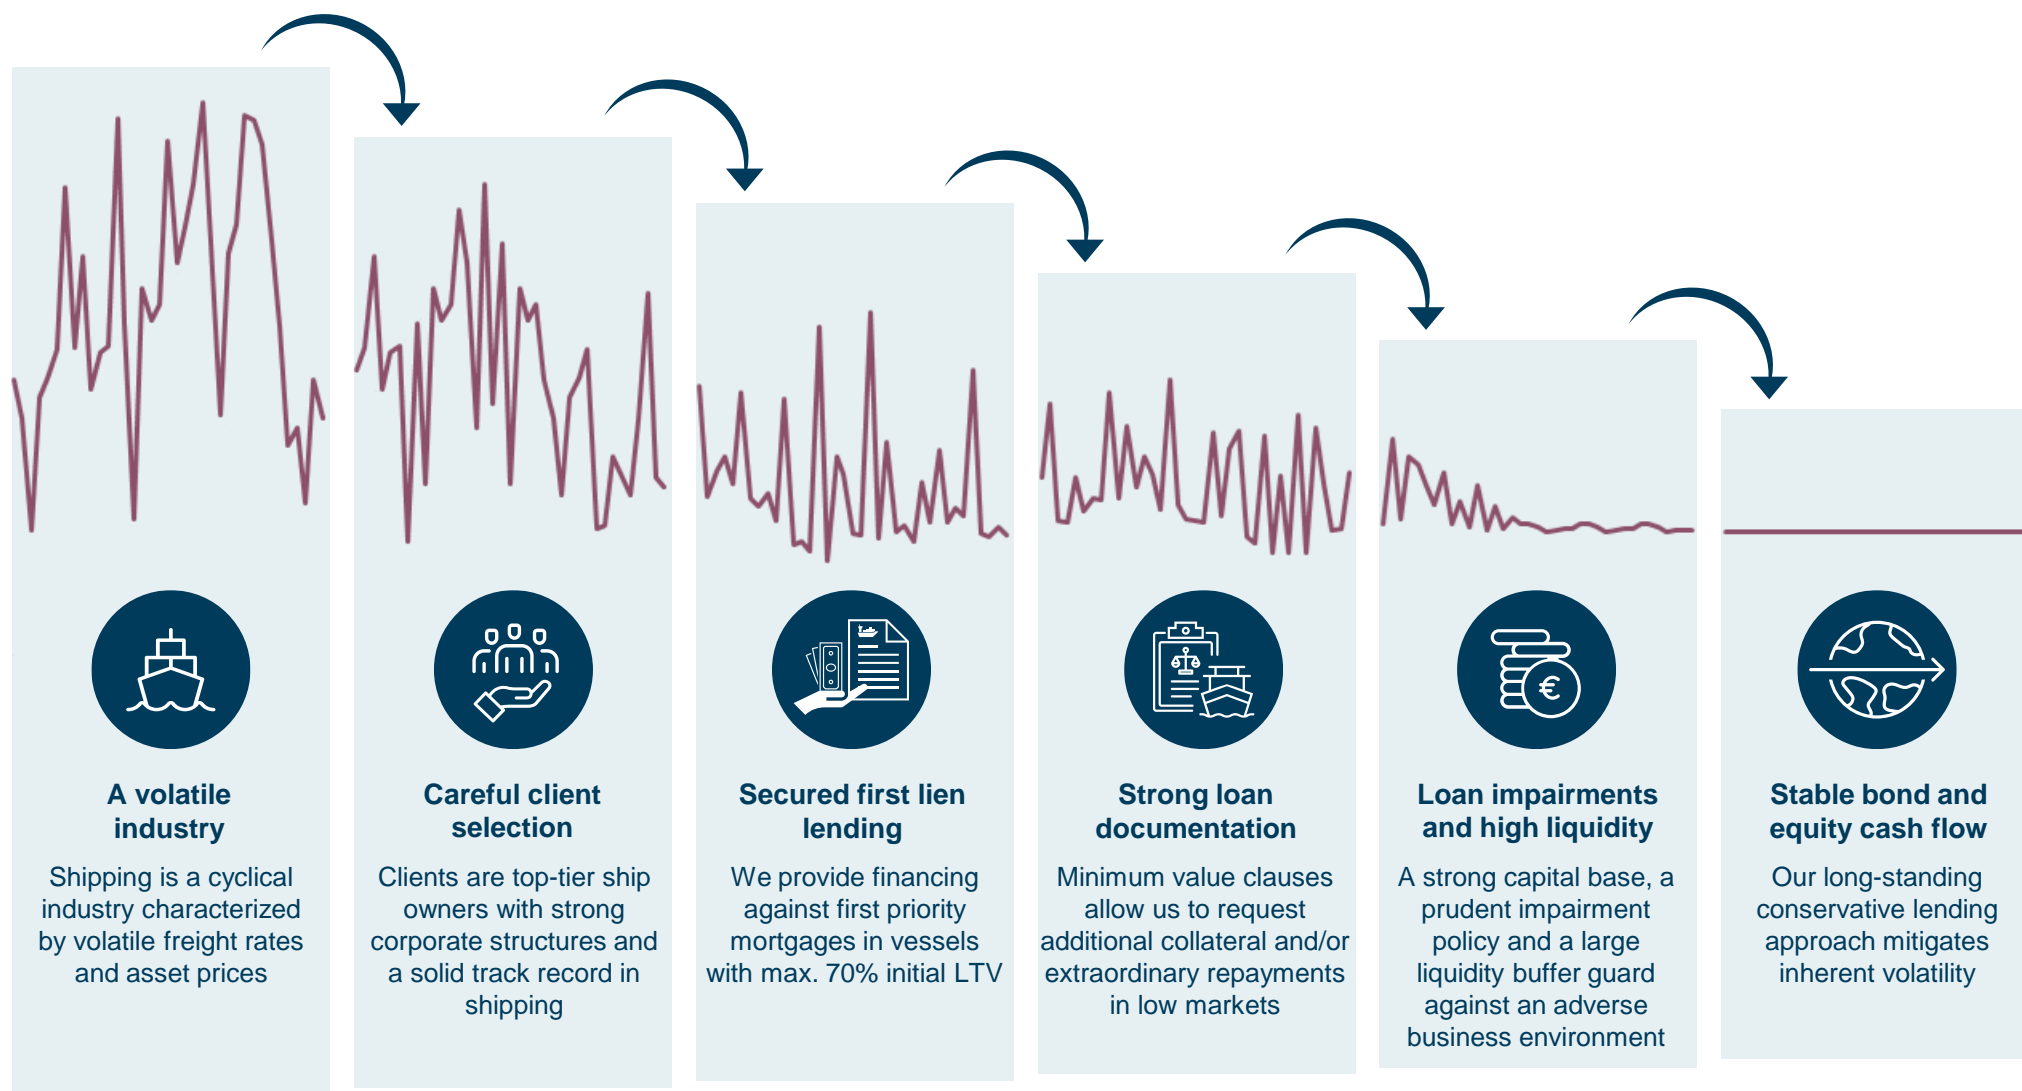 A volatile
industry
Shipping is a cyclical
industry characterized
by volatile freight rates
and asset prices
Careful client
selection
Clients are top-tier ship
owners with strong
corporate structures and
a solid track record in
shipping
Secured first lien
lending
We provide financing
against first priority
mortgages in vessels
with max. 70% initial LTV
Strong loan
documentation
Minimum value clauses
allow us to request
additional collateral and/or
extraordinary repayments
in low markets
€
Loan impairments
and high liquidity
A strong capital base, a
prudent impairment
policy and a large
liquidity buffer guard
against an adverse
business environment
Stable bond and
equity cash flow
Our long-standing
conservative lending
approach mitigates
inherent volatility